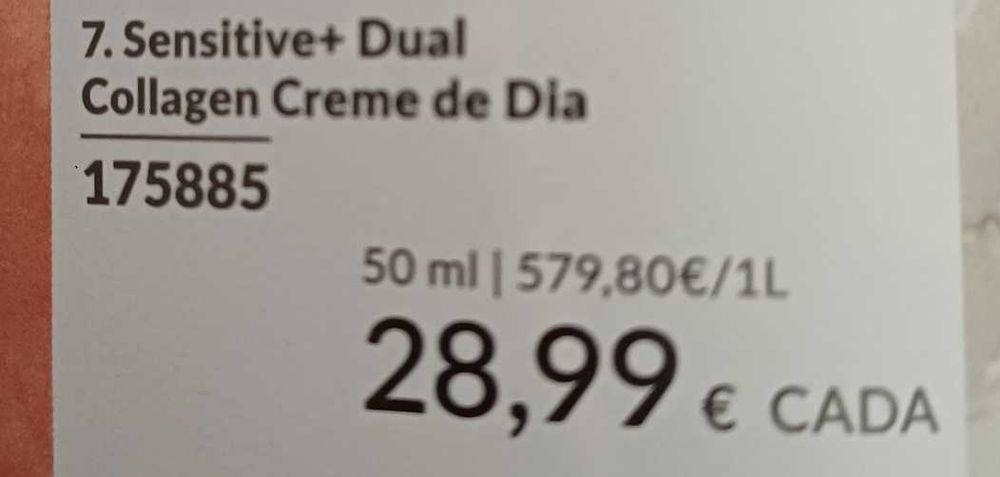 7. Sensitive+ Dual
Collagen Creme de Dia
175885
50 ml | 579,80€/1L
28,99 € CADA